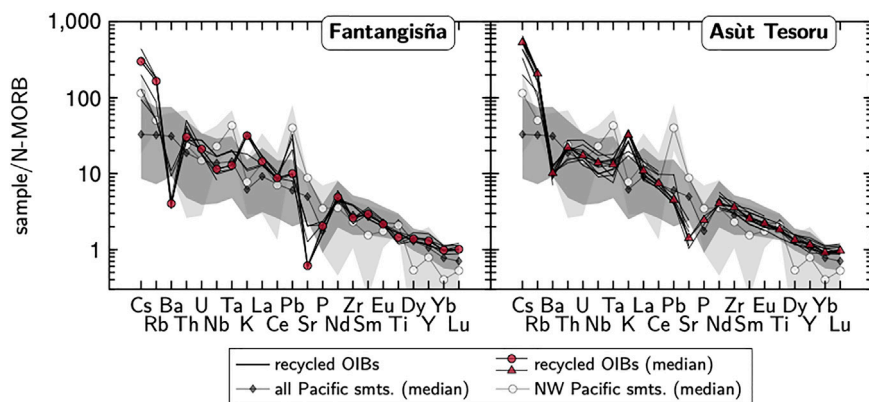 Fantangisña
Asùt Tesoru
sample/N-MORB
1,000
100
10
1
Cs Ba U Ta La Pb P Zr Eu Dy Yb
Rb Th Nb K Ce Sr Nd Sm Ti Y Lu
Cs Ba U Ta La Pb P Zr Eu Dy Yb
Rb Th Nb K Ce Sr Nd Sm Ti Y Lu
recycled OIBs
recycled OIBs (median)
all Pacific smts. (median)
NW Pacific smts. (median)